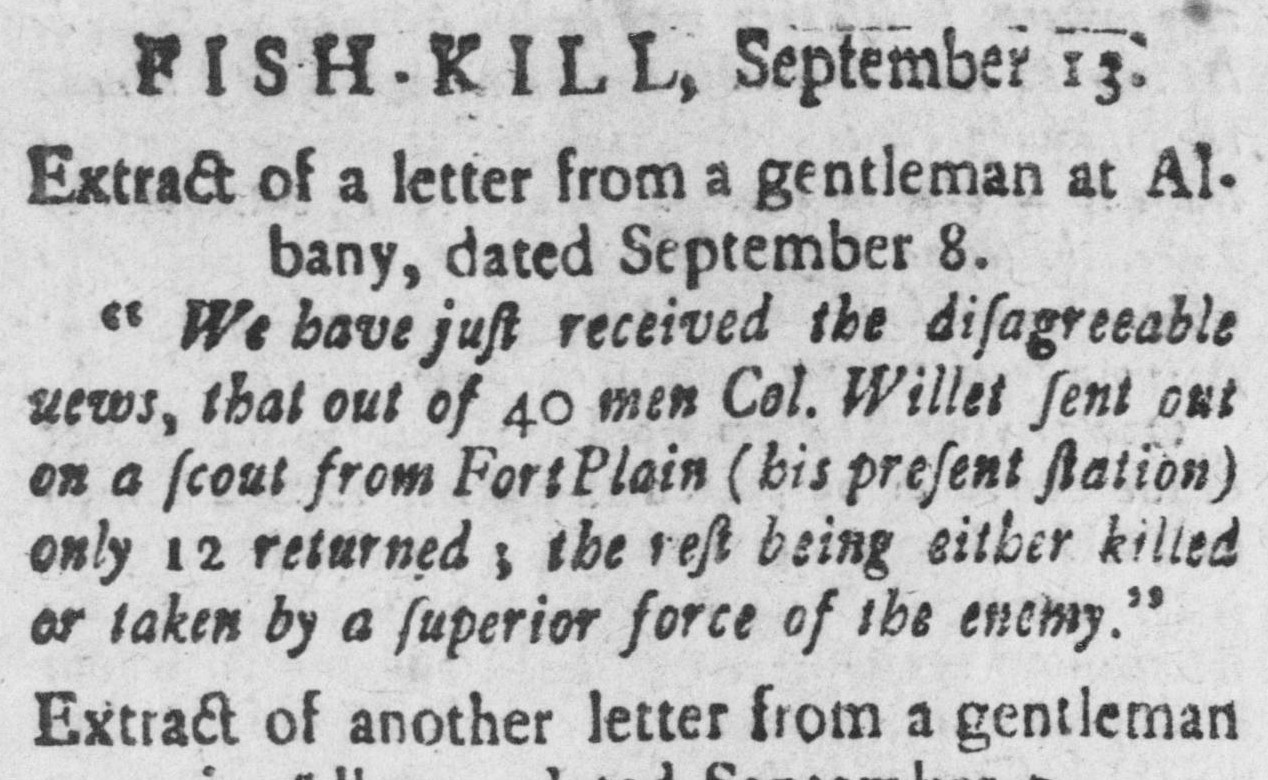 FISH-KILL, September 13.
Extract of a letter from a gentleman at Al-
bany, dated September 8.
“ We have juſt received the diſagreeable
uews, that out of 40 men Col. Willet ſent out
on a ſcout from Fort Plain (his preſent ſtation)
only 12 returned ; the reſt being either killed
or taken by a ſuperior force of the enemy.”
Extract of another letter from a gentleman